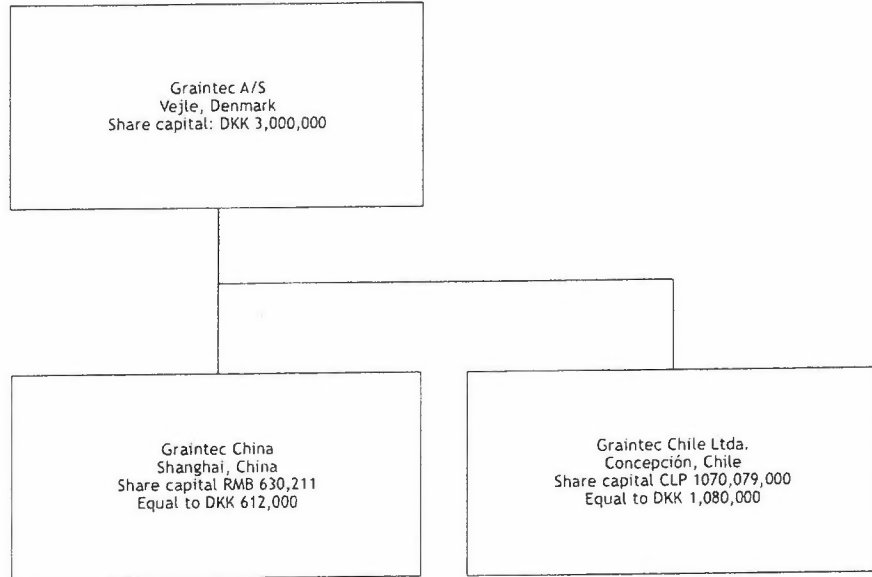 Graintec A/S
Vejle, Denmark
Share capital: DKK 3,000,000
Graintec China
Shanghai, China
Share capital RMB 630,211
Equal to DKK 612,000
Graintec Chile Ltda.
Concepción, Chile
Share capital CLP 1070,079,000
Equal to DKK 1,080,000